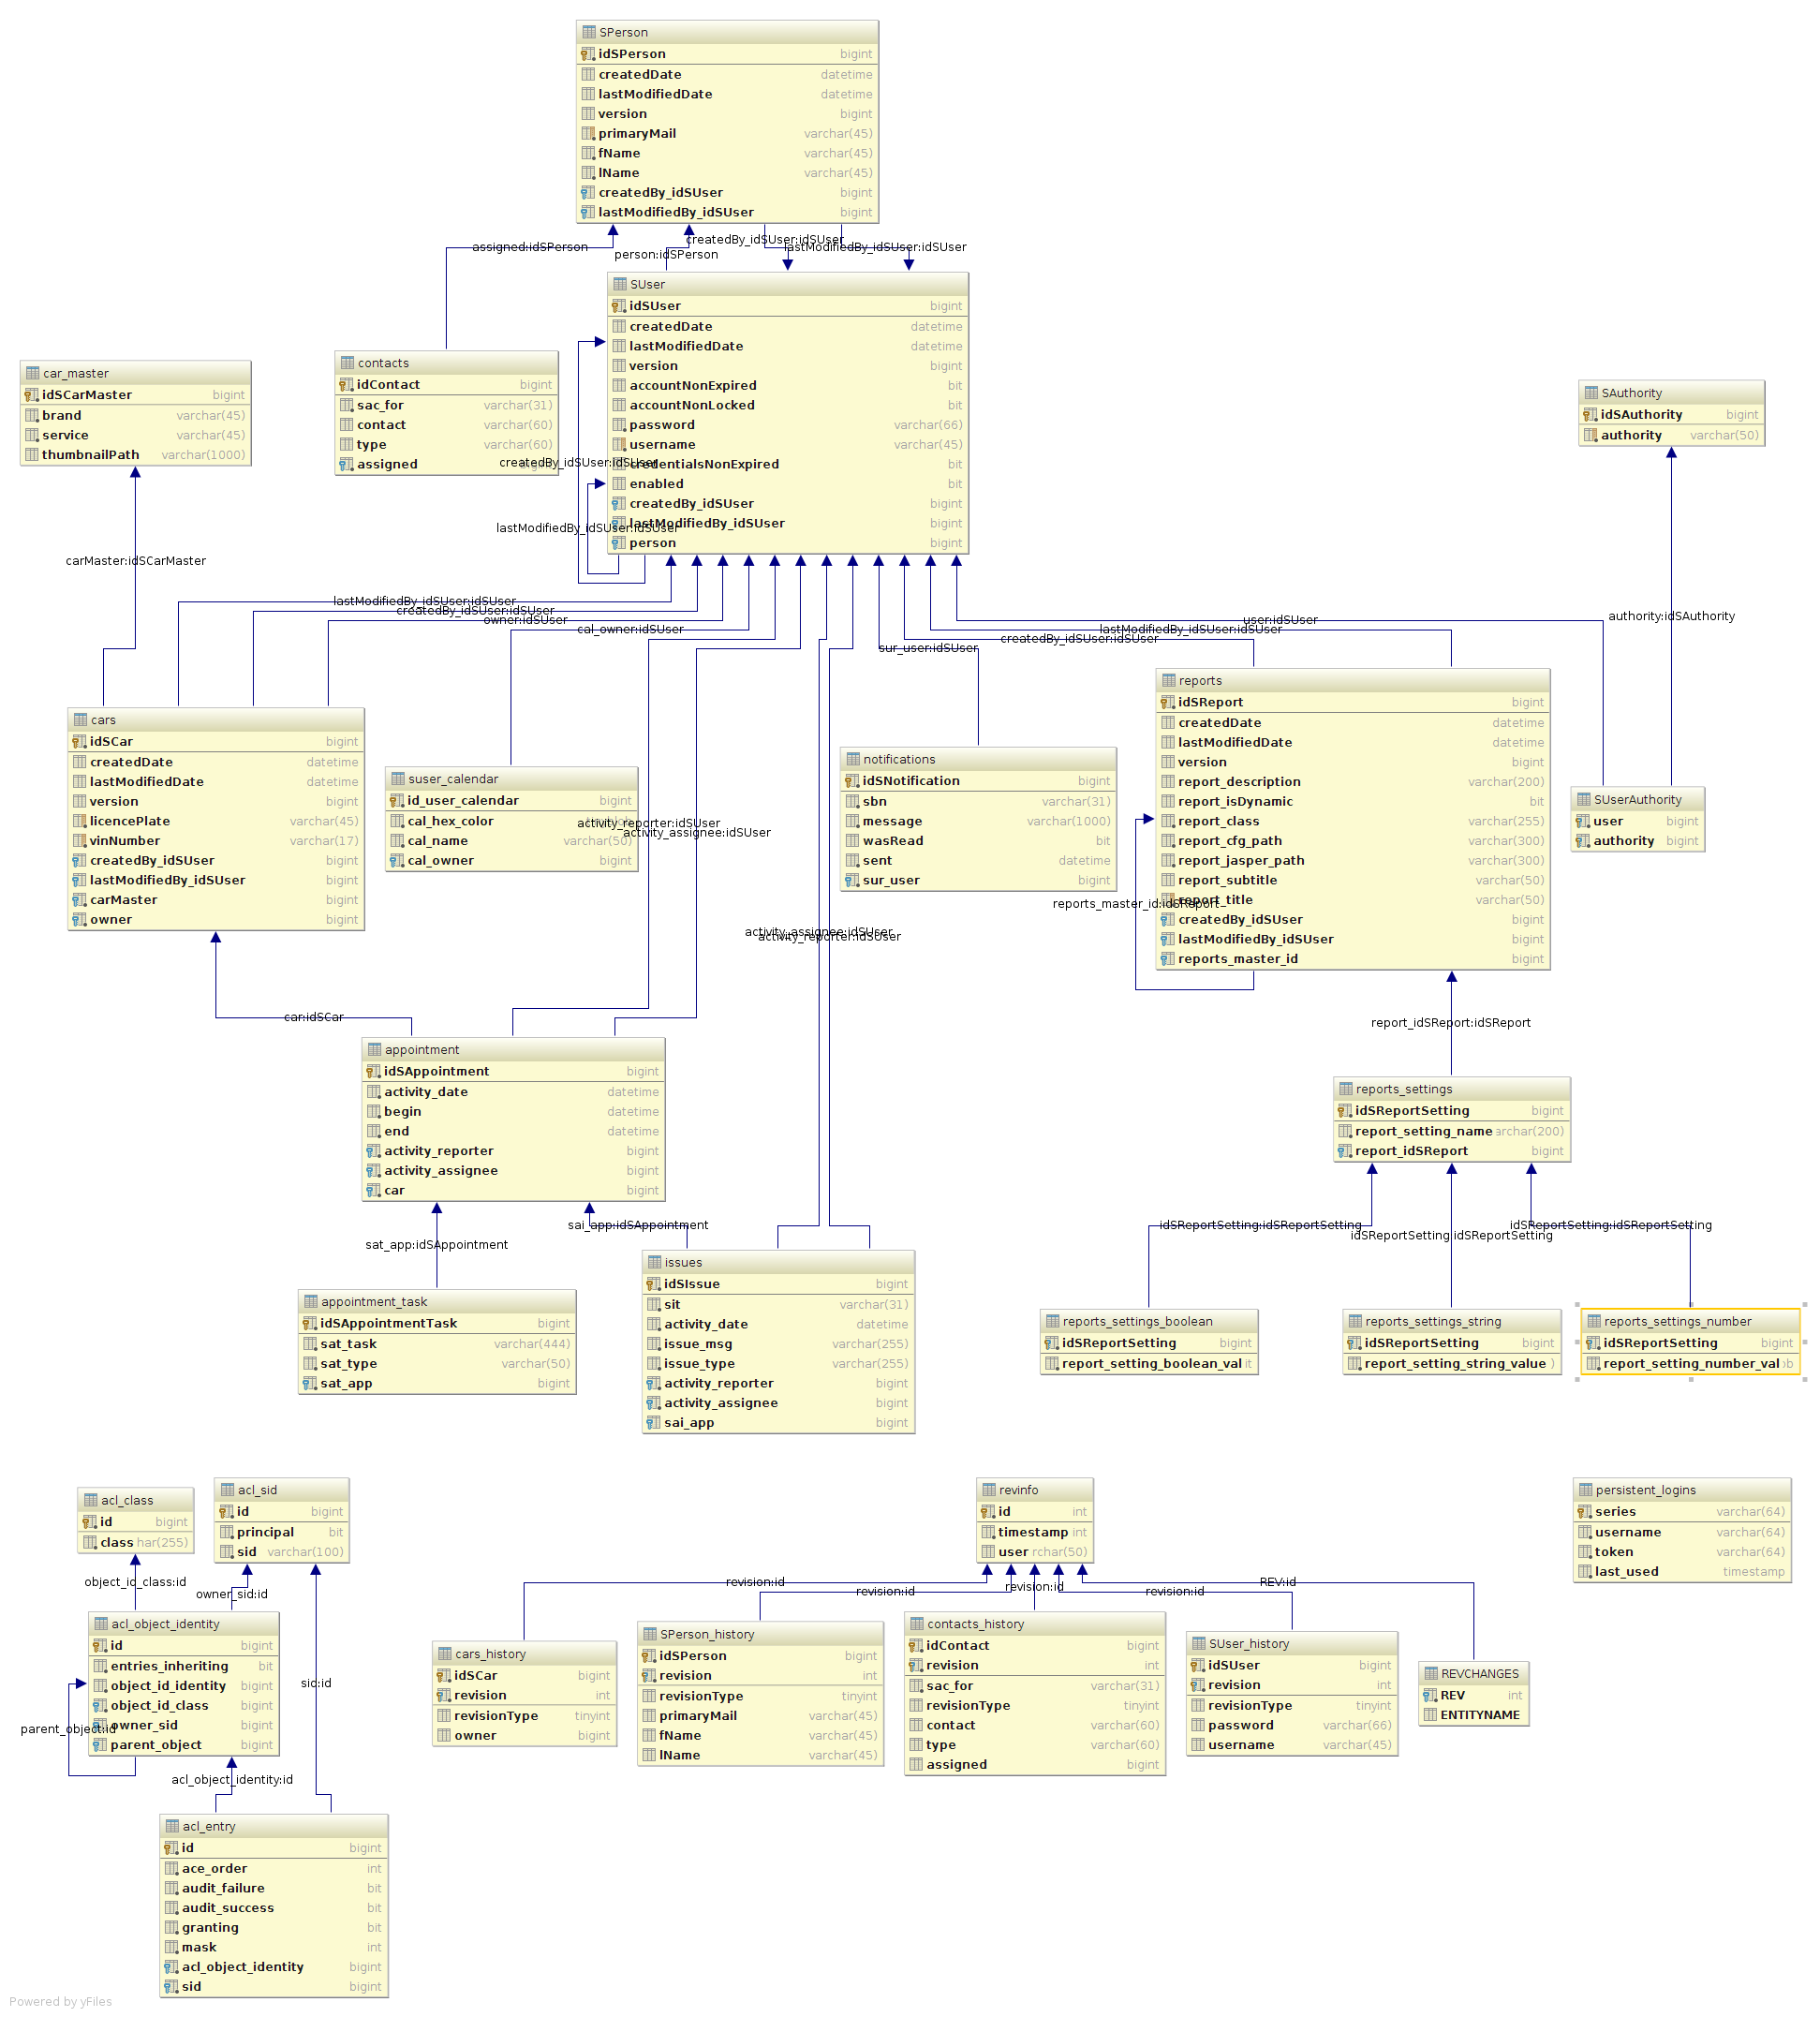 SPerson
idSPerson bigint
createdDate datetime
lastModifiedDate datetime
version bigint
primaryMail varchar(45)
fName varchar(45)
lName varchar(45)
createdBy_idSUser bigint
lastModifiedBy_idSUser bigint
assigned:idSPerson
person:idSPerson
createdBy_idSUser:idSUser
lastModifiedBy_idSUser:idSUser
SUser
idSUser bigint
createdDate datetime
lastModifiedDate datetime
version bigint
accountNonExpired bit
accountNonLocked bit
password varchar(66)
username varchar(45)
credentialsNonExpired bit
enabled bit
createdBy_idSUser bigint
lastModifiedBy_idSUser bigint
person bigint
createdBy_idSUser:idSUser
lastModifiedBy_idSUser:idSUser
car_master
idSCarMaster bigint
brand varchar(45)
service varchar(45)
thumbnailPath varchar(1000)
contacts
idContact bigint
sac_for varchar(31)
contact varchar(60)
type varchar(60)
assigned
SAuthority
idSAuthority bigint
authority varchar(50)
carMaster:idSCarMaster
lastModifiedBy_idSUser:idSUser
createdBy_idSUser:idSUser
owner:idSUser
cal_owner:idSUser
sur_user:idSUser
createdBy_idSUser:idSUser
lastModifiedBy_idSUser:idSUser
user:idSUser
authority:idSAuthority
cars
idSCar bigint
createdDate datetime
lastModifiedDate datetime
version bigint
licencePlate varchar(45)
vinNumber varchar(17)
createdBy_idSUser bigint
lastModifiedBy_idSUser bigint
carMaster bigint
owner bigint
suser_calendar
id_user_calendar bigint
cal_hex_color
cal_name varchar(50)
cal_owner bigint
activity_reporter:idSUser
activity_assignee:idSUser
notifications
idSNotification bigint
sbn varchar(31)
message varchar(1000)
wasRead bit
sent datetime
sur_user bigint
activity_assignee:idSUser
activity_reporter:idSUser
reports
idSReport bigint
createdDate datetime
lastModifiedDate datetime
version bigint
report_description varchar(200)
report_isDynamic bit
report_class varchar(255)
report_cfg_path varchar(300)
report_jasper_path varchar(300)
report_subtitle varchar(50)
report_title varchar(50)
createdBy_idSUser bigint
lastModifiedBy_idSUser bigint
reports_master_id bigint
reports_master_id:idSReport
SUserAuthority
user bigint
authority bigint
car:idSCar
report_idSReport:idSReport
appointment
idSAppointment bigint
activity_date datetime
begin datetime
end datetime
activity_reporter bigint
activity_assignee bigint
car bigint
reports_settings
idSReportSetting bigint
report_setting_name archar(200)
report_idSReport bigint
sat_app:idSAppointment
sai_app:idSAppointment
idSReportSetting:idSReportSetting
idSReportSetting:idSReportSetting
idSReportSetting:idSReportSetting
appointment_task
idSAppointmentTask bigint
sat_task varchar(444)
sat_type varchar(50)
sat_app bigint
issues
idSIssue bigint
sit varchar(31)
activity_date datetime
issue_msg varchar(255)
issue_type varchar(255)
activity_reporter bigint
activity_assignee bigint
sai_app bigint
reports_settings_boolean
idSReportSetting bigint
report_setting_boolean_val it
reports_settings_string
idSReportSetting bigint
report_setting_string_value )
reports_settings_number
idSReportSetting bigint
report_setting_number_val ob
acl_class
id bigint
class har(255)
acl_sid
id bigint
principal bit
sid varchar(100)
revinfo
id int
timestamp int
user rchar(50)
persistent_logins
series varchar(64)
username varchar(64)
token varchar(64)
last_used timestamp
object_id_class:id
owner_sid:id
sid:id
revision:id
revision:id
revision:id
revision:id
REV:id
acl_object_identity
id bigint
entries_inheriting bit
object_id_identity bigint
object_id_class bigint
owner_sid bigint
parent_object bigint
parent_object:id
cars_history
idSCar bigint
revision int
revisionType tinyint
owner bigint
SPerson_history
idSPerson bigint
revision int
revisionType tinyint
primaryMail varchar(45)
fName varchar(45)
lName varchar(45)
contacts_history
idContact bigint
revision int
sac_for varchar(31)
revisionType tinyint
contact varchar(60)
type varchar(60)
assigned bigint
SUser_history
idSUser bigint
revision int
revisionType tinyint
password varchar(66)
username varchar(45)
REVCHANGES
REV int
ENTITYNAME
acl_object_identity:id
acl_entry
id bigint
ace_order int
audit_failure bit
audit_success bit
granting bit
mask int
acl_object_identity bigint
sid bigint
Powered by yFiles